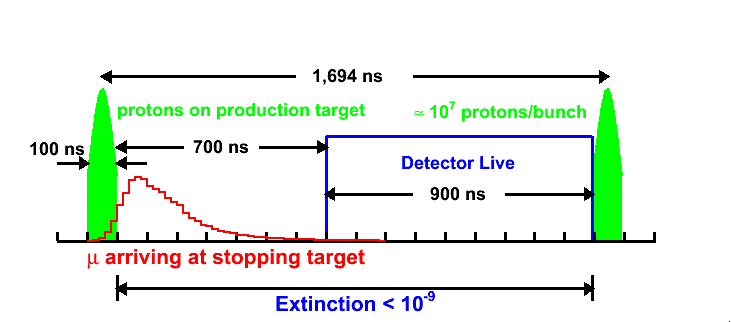 1,694 ns
protons on production target
≈ 10⁷ protons/bunch
100 ns
700 ns
Detector Live
900 ns
μ arriving at stopping target
Extinction < 10⁻⁹